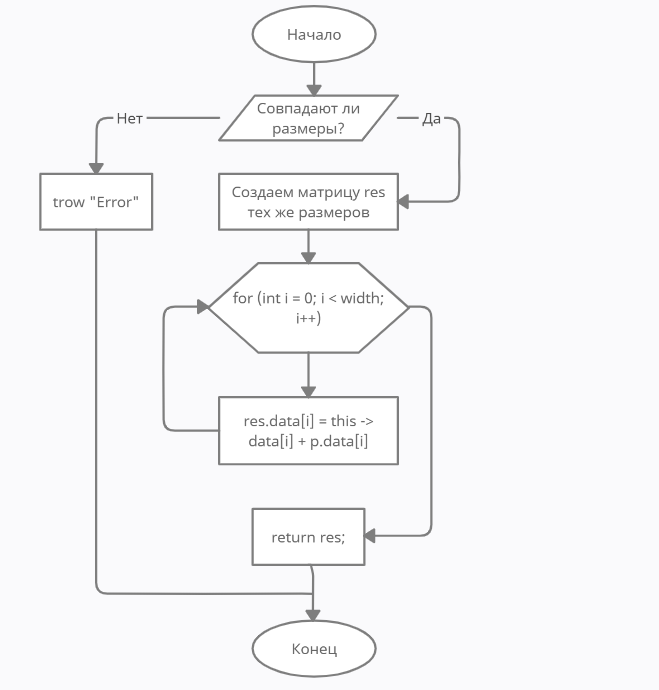 Начало
Совпадают ли
размеры?
Нет
Да
trow "Error"
Создаем матрицу res
тех же размеров
for (int i = 0; i < width;
i++)
res.data[i] = this ->
data[i] + p.data[i]
return res;
Конец